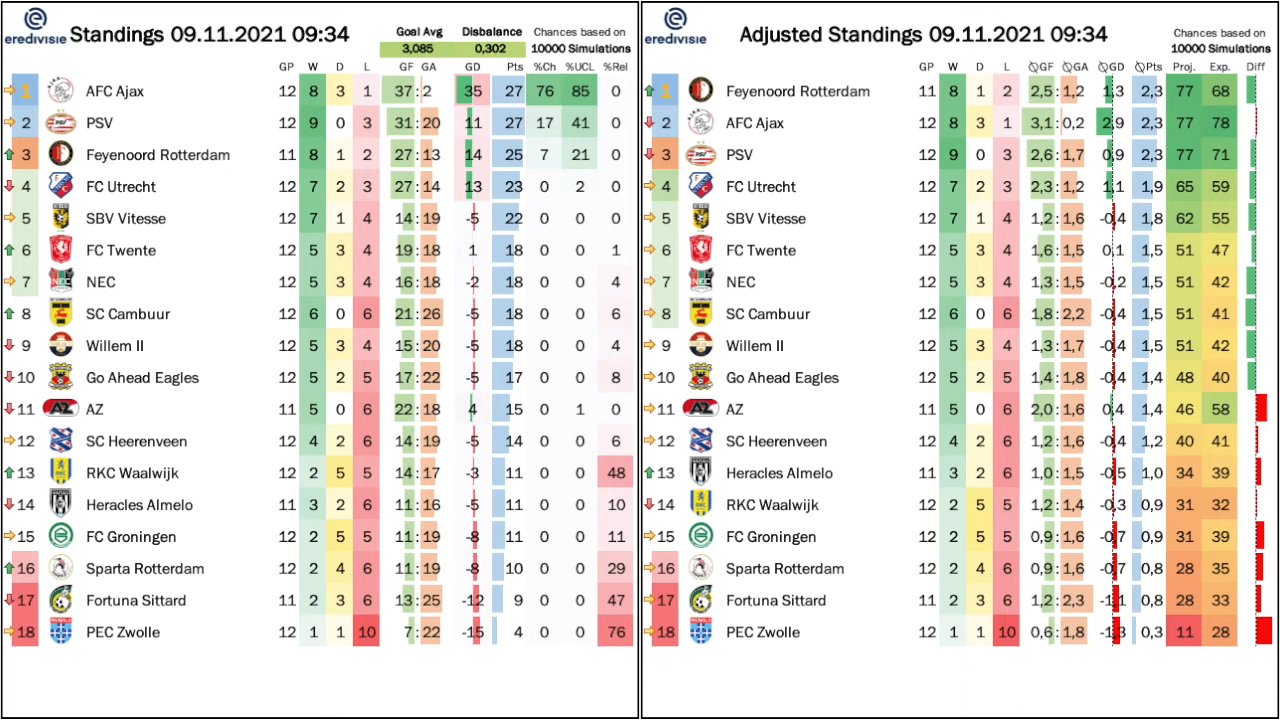 eredivisie Standings 09.11.2021 09:34
Goal Avg Disbalance Chances based on
3,085 0,302 10000 Simulations
GP W D L GF GA GD Pts %Ch %UCL %Rel
1 AFC Ajax 12 8 3 1 37 : 2 35 27 76 85 0
2 PSV 12 9 0 3 31 : 20 11 27 17 41 0
3 Feyenoord Rotterdam 11 8 1 2 27 : 13 14 25 7 21 0
4 FC Utrecht 12 7 2 3 27 : 14 13 23 0 2 0
5 SBV Vitesse 12 7 1 4 14 : 19 -5 22 0 0 0
6 FC Twente 12 5 3 4 19 : 18 1 18 0 0 1
7 NEC 12 5 3 4 16 : 18 -2 18 0 0 4
8 SC Cambuur 12 6 0 6 21 : 26 -5 18 0 0 6
9 Willem II 12 5 3 4 15 : 20 -5 18 0 0 4
10 Go Ahead Eagles 12 5 2 5 17 : 22 -5 17 0 0 8
11 AZ 11 5 0 6 22 : 18 4 15 0 1 0
12 SC Heerenveen 12 4 2 6 14 : 19 -5 14 0 0 6
13 RKC Waalwijk 12 2 5 5 14 : 17 -3 11 0 0 48
14 Heracles Almelo 11 3 2 6 11 : 16 -5 11 0 0 10
15 FC Groningen 12 2 5 5 11 : 19 -8 11 0 0 11
16 Sparta Rotterdam 12 2 4 6 11 : 19 -8 10 0 0 29
17 Fortuna Sittard 11 2 3 6 13 : 25 -12 9 0 0 47
18 PEC Zwolle 12 1 1 10 7 : 22 -15 4 0 0 76
eredivisie Adjusted Standings 09.11.2021 09:34
Chances based on
10000 Simulations
GP W D L ∅GF ∅GA ∅GD ∅Pts Proj. Exp. Diff
1 Feyenoord Rotterdam 11 8 1 2 2,5 : 1,2 1,3 2,3 77 68
2 AFC Ajax 12 8 3 1 3,1 : 0,2 2,9 2,3 77 78
3 PSV 12 9 0 3 2,6 : 1,7 0,9 2,3 77 71
4 FC Utrecht 12 7 2 3 2,3 : 1,2 1,1 1,9 65 59
5 SBV Vitesse 12 7 1 4 1,2 : 1,6 -0,4 1,8 62 55
6 FC Twente 12 5 3 4 1,6 : 1,5 0,1 1,5 51 47
7 NEC 12 5 3 4 1,3 : 1,5 -0,2 1,5 51 42
8 SC Cambuur 12 6 0 6 1,8 : 2,2 -0,4 1,5 51 41
9 Willem II 12 5 3 4 1,3 : 1,7 -0,4 1,5 51 42
10 Go Ahead Eagles 12 5 2 5 1,4 : 1,8 -0,4 1,4 48 40
11 AZ 11 5 0 6 2,0 : 1,6 0,4 1,4 46 58
12 SC Heerenveen 12 4 2 6 1,2 : 1,6 -0,4 1,2 40 41
13 Heracles Almelo 11 3 2 6 1,0 : 1,5 -0,5 1,0 34 39
14 RKC Waalwijk 12 2 5 5 1,2 : 1,4 -0,3 0,9 31 32
15 FC Groningen 12 2 5 5 0,9 : 1,6 -0,7 0,9 31 39
16 Sparta Rotterdam 12 2 4 6 0,9 : 1,6 -0,7 0,8 28 35
17 Fortuna Sittard 11 2 3 6 1,2 : 2,3 -1,1 0,8 28 33
18 PEC Zwolle 12 1 1 10 0,6 : 1,8 -1,3 0,3 11 28